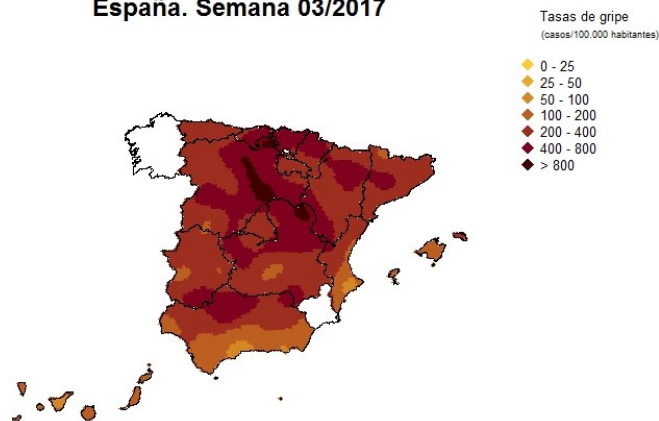 España. Semana 03/2017
Tasas de gripe
(casos/100.000 habitantes)
0 - 25
25 - 50
50 - 100
100 - 200
200 - 400
400 - 800
> 800